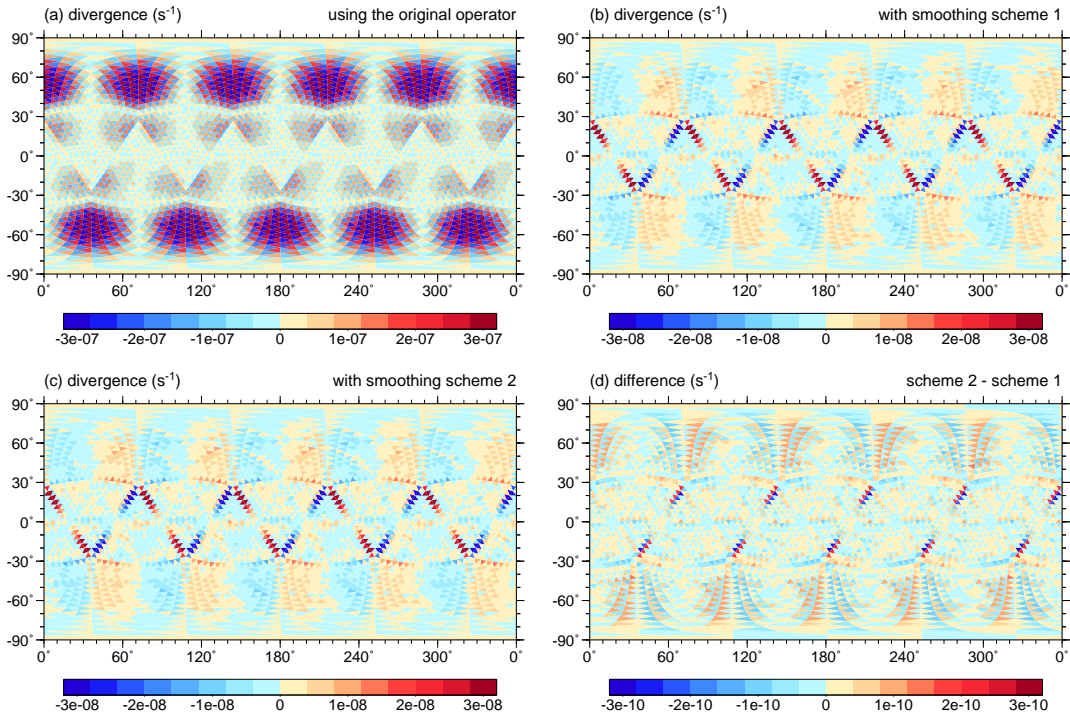 (a) divergence (s⁻¹) using the original operator
90°
60°
30°
0°
-30°
-60°
-90°
0° 60° 120° 180° 240° 300° 0°
-3e-07 -2e-07 -1e-07 0 1e-07 2e-07 3e-07
(b) divergence (s⁻¹) with smoothing scheme 1
90°
60°
30°
0°
-30°
-60°
-90°
0° 60° 120° 180° 240° 300° 0°
-3e-08 -2e-08 -1e-08 0 1e-08 2e-08 3e-08
(c) divergence (s⁻¹) with smoothing scheme 2
90°
60°
30°
0°
-30°
-60°
-90°
0° 60° 120° 180° 240° 300° 0°
-3e-08 -2e-08 -1e-08 0 1e-08 2e-08 3e-08
(d) difference (s⁻¹) scheme 2 - scheme 1
90°
60°
30°
0°
-30°
-60°
-90°
0° 60° 120° 180° 240° 300° 0°
-3e-10 -2e-10 -1e-10 0 1e-10 2e-10 3e-10